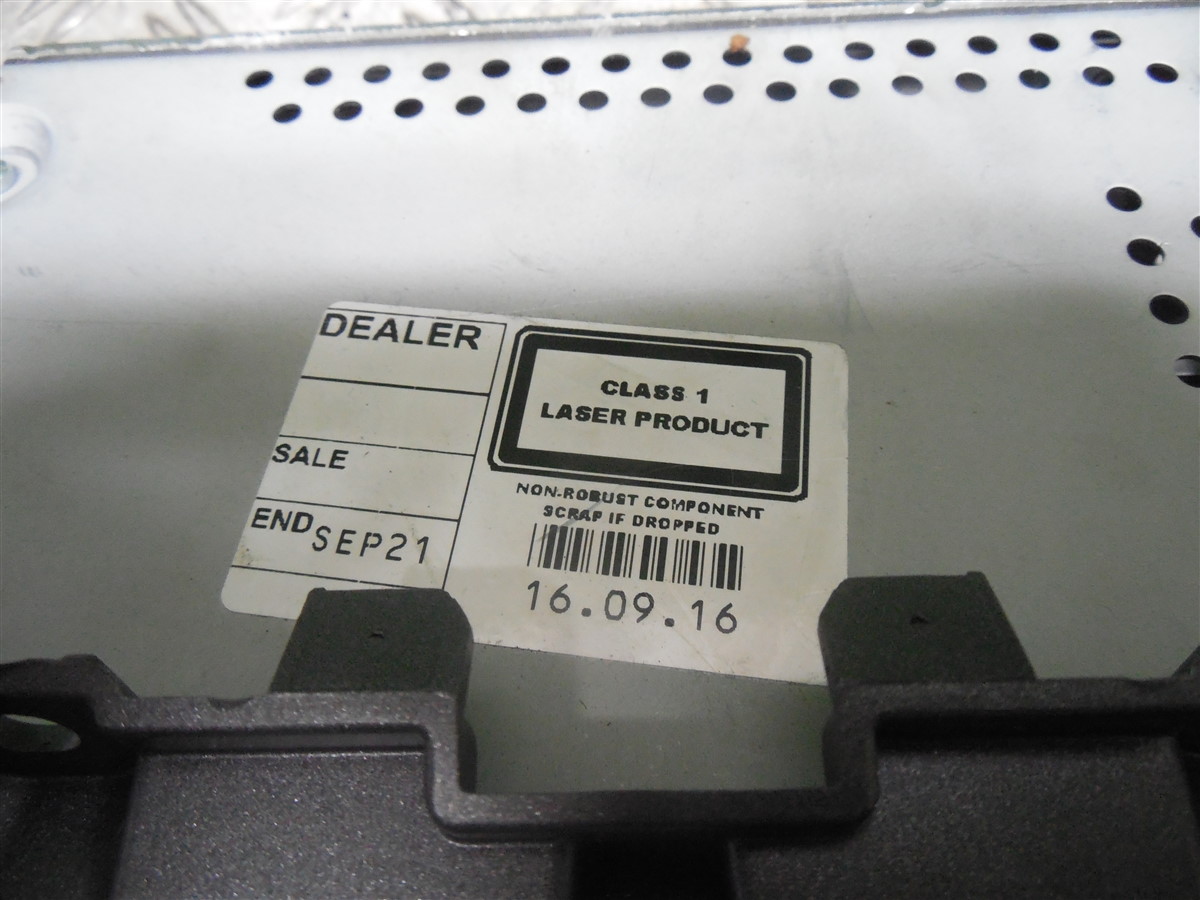 DEALER
SALE
END SEP21
CLASS 1
LASER PRODUCT
NON-ROBUST COMPONENT
SCRAP IF DROPPED
16.09.16